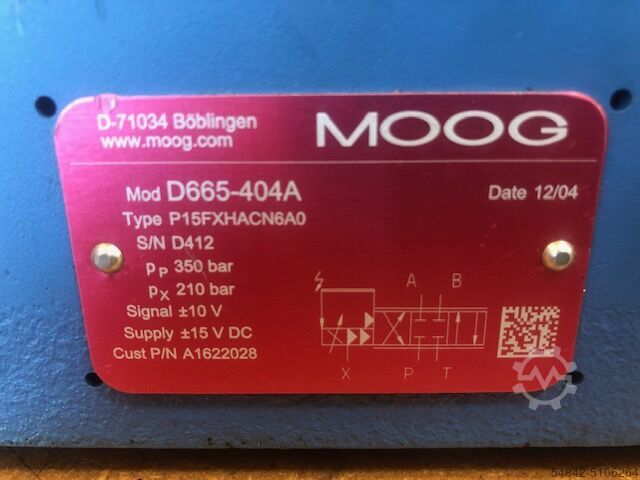 D-71034 Böblingen
www.moog.com
MOOG
Mod D665-404A
Date 12/04
Type P15FXHACN6A0
S/N D412
pP 350 bar
pX 210 bar
Signal ±10 V
Supply ±15 V DC
Cust P/N A1622028
A B
X P T
54842-5106264